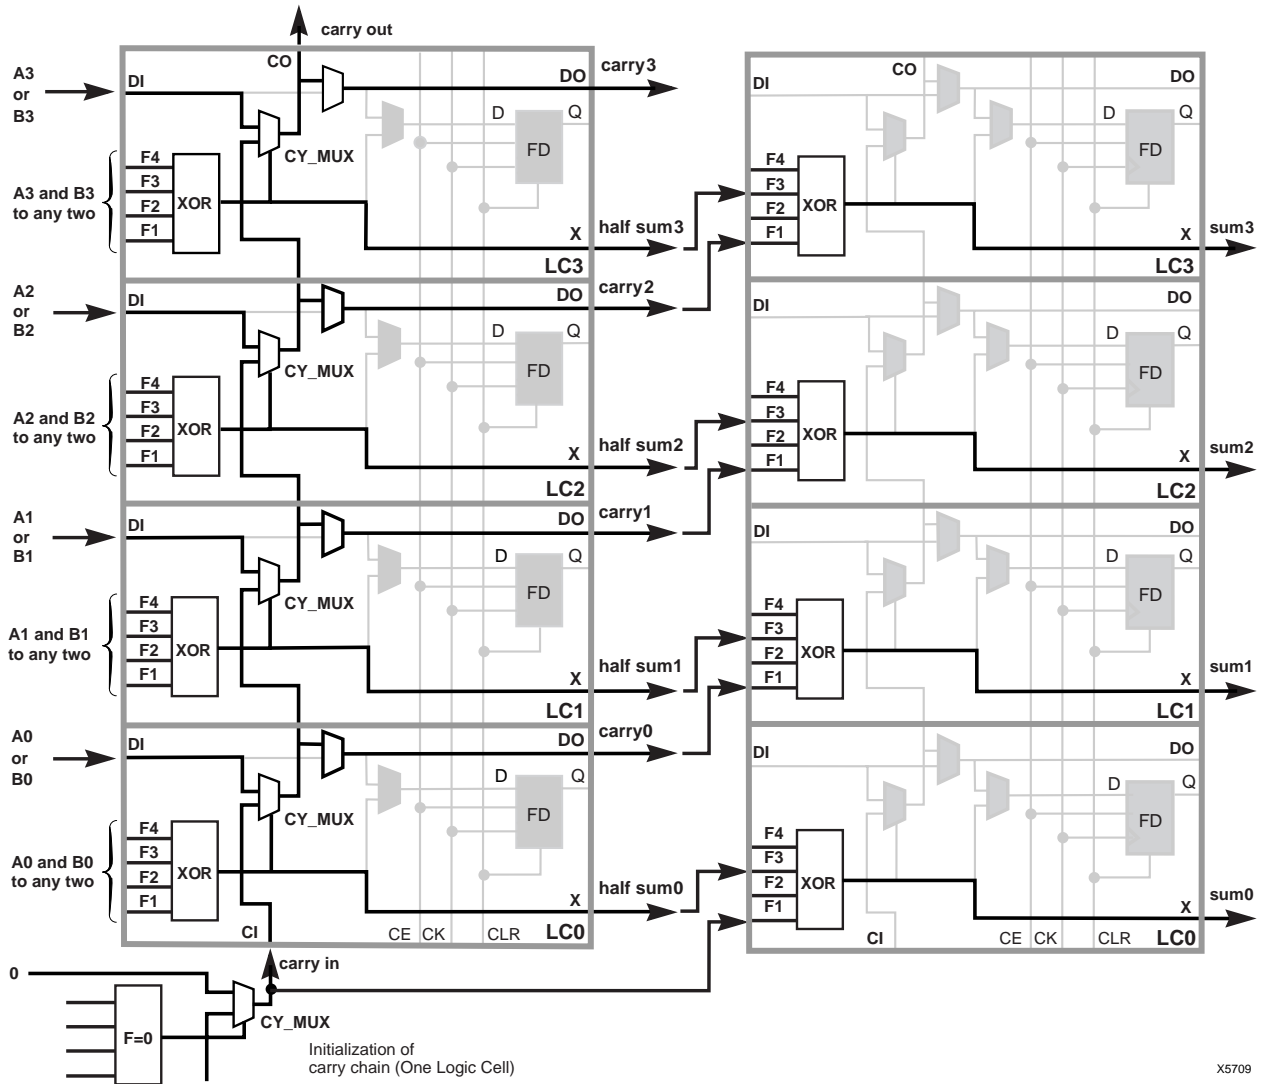 carry out
CO
DI
DO
carry3
A3
or
B3
D
Q
FD
CY_MUX
F4
F3
F2
F1
XOR
A3 and B3
to any two
X
half sum3
LC3
CO
DI
DO
D
Q
FD
F4
F3
F2
F1
XOR
X
sum3
LC3
A2
or
B2
DI
DO
carry2
D
Q
FD
CY_MUX
F4
F3
F2
F1
XOR
A2 and B2
to any two
X
half sum2
LC2
DI
DO
D
Q
FD
F4
F3
F2
F1
XOR
X
sum2
LC2
A1
or
B1
DI
DO
carry1
D
Q
FD
CY_MUX
F4
F3
F2
F1
XOR
A1 and B1
to any two
X
half sum1
LC1
DI
DO
D
Q
FD
F4
F3
F2
F1
XOR
X
sum1
LC1
A0
or
B0
DI
DO
carry0
D
Q
FD
CY_MUX
F4
F3
F2
F1
XOR
A0 and B0
to any two
X
half sum0
CI
CE
CK
CLR
LC0
DI
DO
D
Q
FD
F4
F3
F2
F1
XOR
X
sum0
CI
CE
CK
CLR
LC0
carry in
0
F=0
CY_MUX
Initialization of
carry chain (One Logic Cell)
X5709